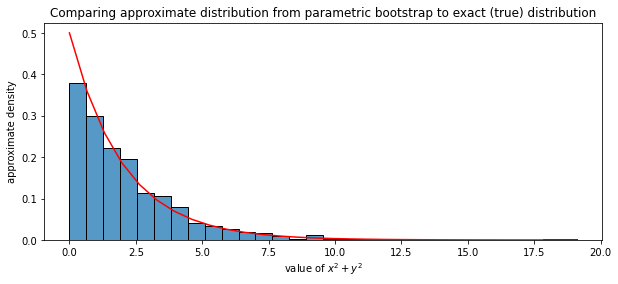 Comparing approximate distribution from parametric bootstrap to exact (true) distribution
0.5
0.4
0.3
0.2
0.1
0.0
approximate density
0.0 2.5 5.0 7.5 10.0 12.5 15.0 17.5 20.0
value of x² + y²